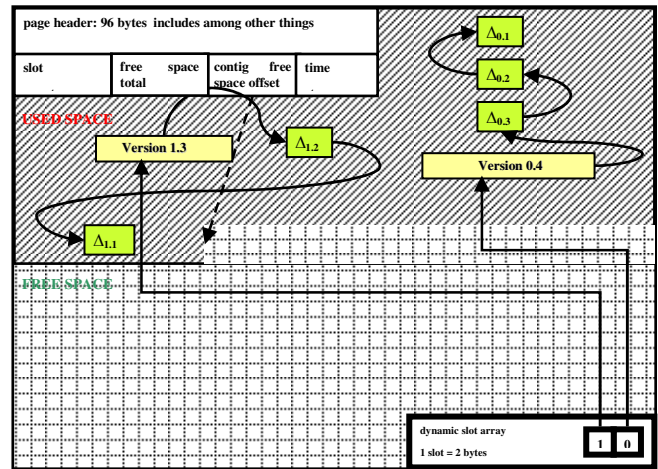 page header: 96 bytes includes among other things
slot
free space total
contig free space offset
time
USED SPACE
Δ0.1
Δ0.2
Δ0.3
Version 1.3
Δ1.2
Version 0.4
Δ1.1
FREE SPACE
dynamic slot array
1 slot = 2 bytes
1 0